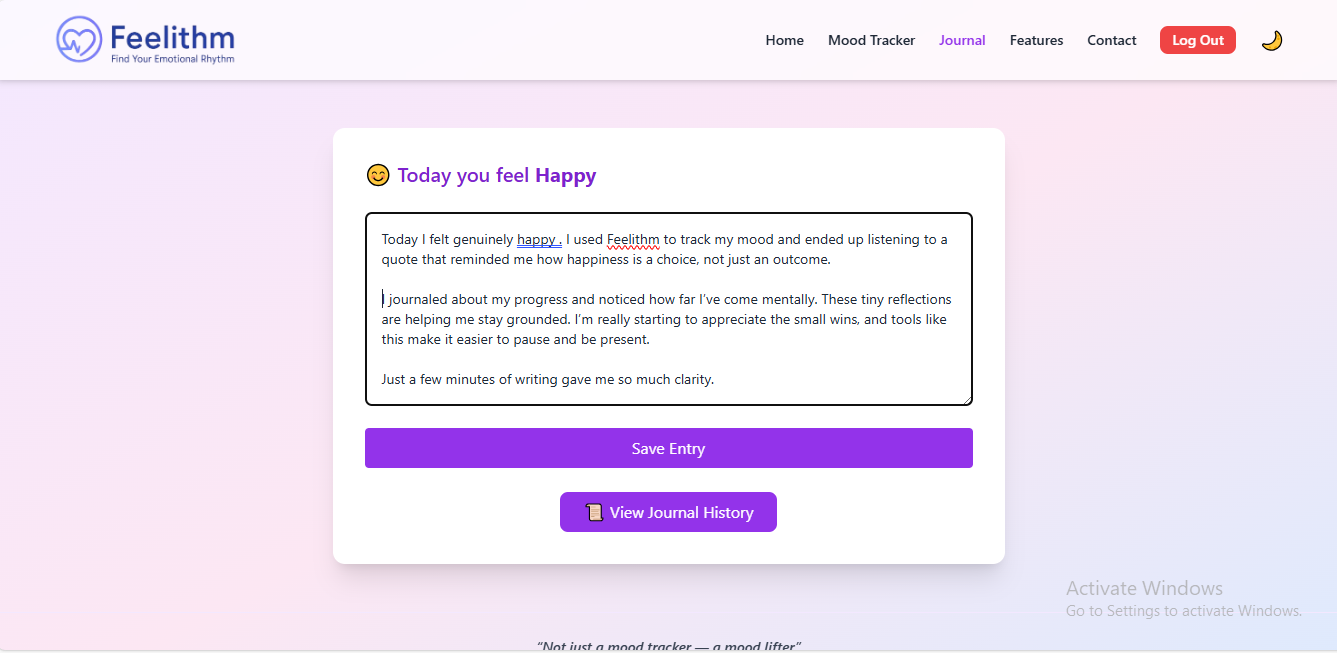 Feelithm
Find Your Emotional Rhythm
Home Mood Tracker Journal Features Contact Log Out
Today you feel Happy
Today I felt genuinely happy . I used Feelithm to track my mood and ended up listening to a
quote that reminded me how happiness is a choice, not just an outcome.
I journaled about my progress and noticed how far I’ve come mentally. These tiny reflections
are helping me stay grounded. I’m really starting to appreciate the small wins, and tools like
this make it easier to pause and be present.
Just a few minutes of writing gave me so much clarity.
Save Entry
View Journal History
Activate Windows
Go to Settings to activate Windows.
“Not just a mood tracker — a mood lifter”